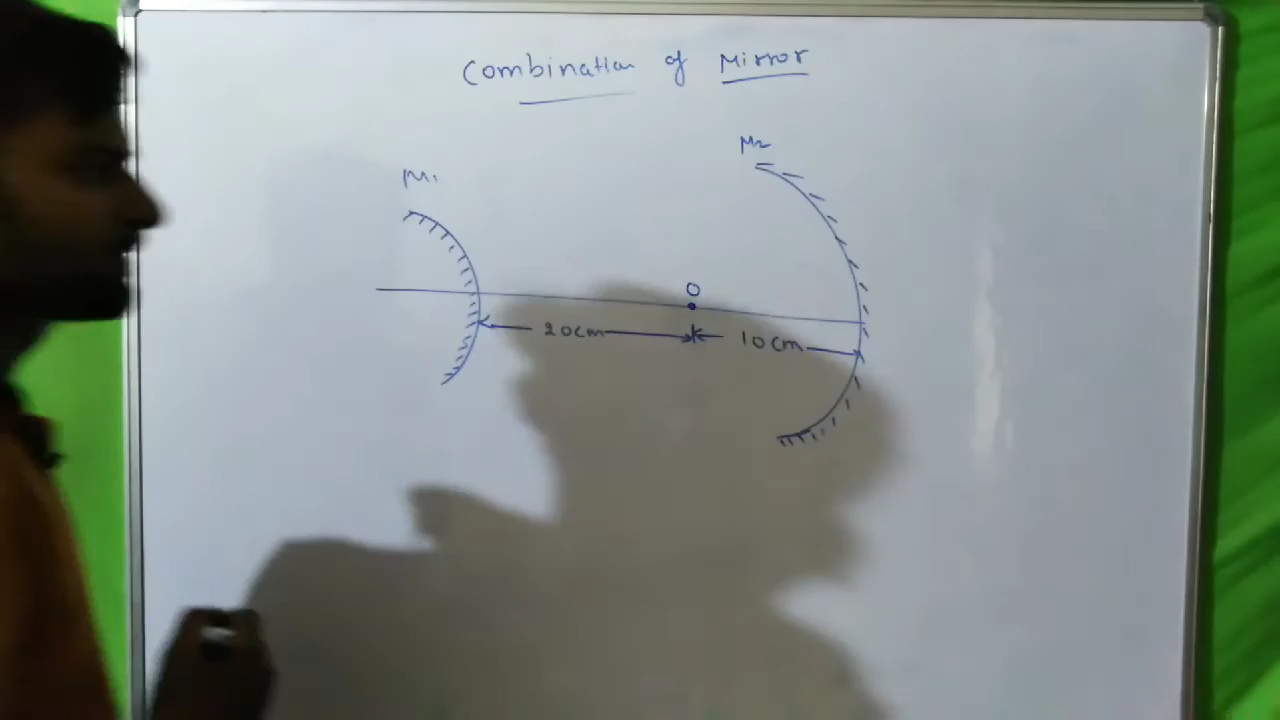 Combination of Mirror
M₂
M₁
O
20cm
10cm